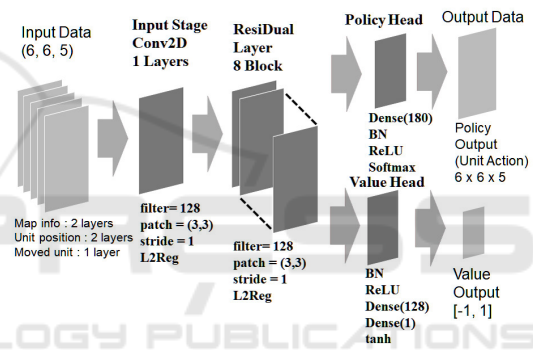 Input Data
(6, 6, 5)
Input Stage
Conv2D
1 Layers
ResiDual
Layer
8 Block
Policy Head
Output Data
Map info : 2 layers
Unit position : 2 layers
Moved unit : 1 layer
filter= 128
patch = (3,3)
stride = 1
L2Reg
filter= 128
patch = (3,3)
stride = 1
L2Reg
Dense(180)
BN
ReLU
Softmax
Policy
Output
(Unit Action)
6 x 6 x 5
Value Head
BN
ReLU
Dense(128)
Dense(1)
tanh
Value
Output
[-1, 1]
PRESS
LOGY PUBLICATIONS